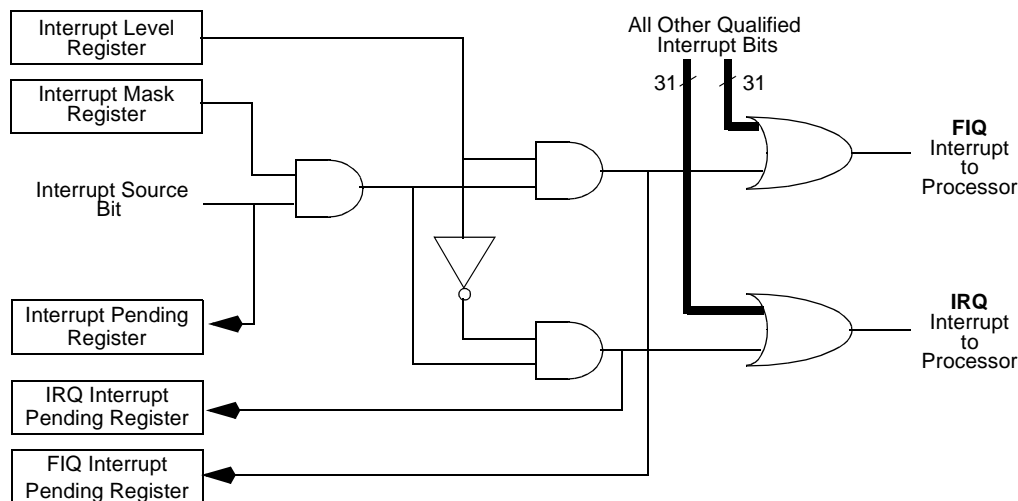 Interrupt Level
Register
Interrupt Mask
Register
Interrupt Source
Bit
Interrupt Pending
Register
IRQ Interrupt
Pending Register
FIQ Interrupt
Pending Register
All Other Qualified
Interrupt Bits
31
31
FIQ
Interrupt
to
Processor
IRQ
Interrupt
to
Processor